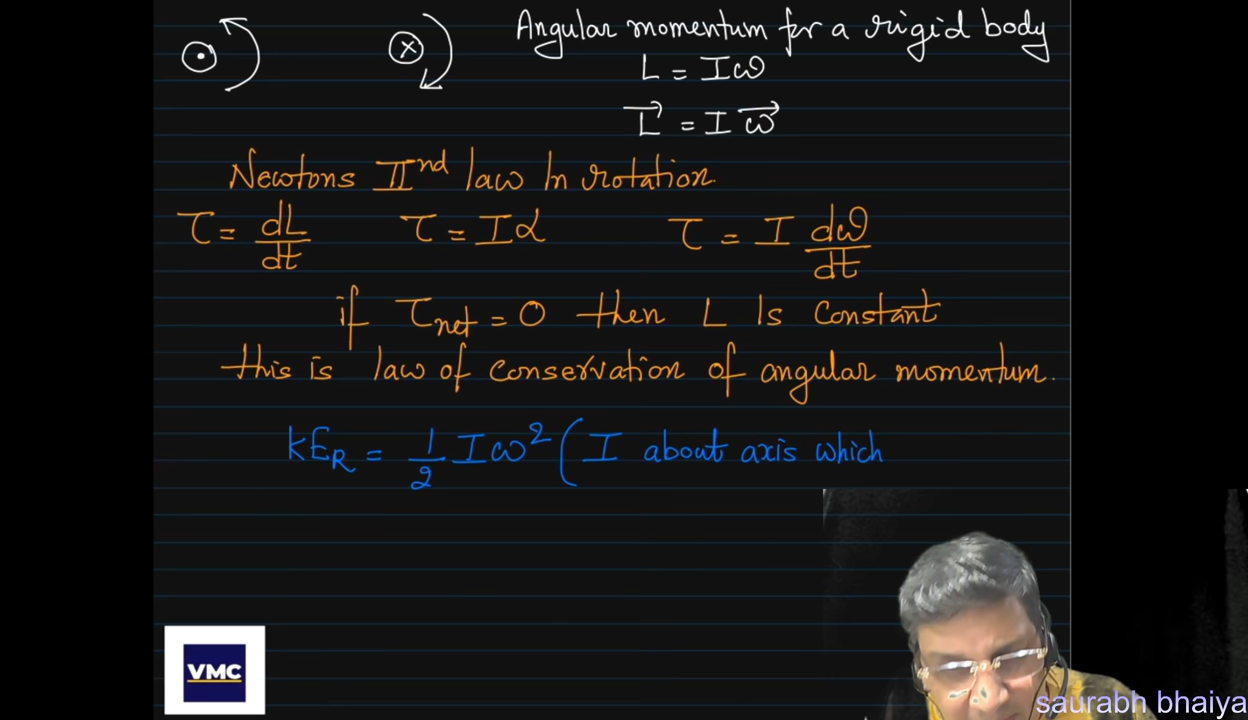 Angular momentum for a rigid body
L = Iω
L⃗ = I ω⃗
Newtons IInd law In rotation.
τ = dL/dt    τ = Iα    τ = I dω/dt
if τnet = 0 then L Is Constant
this is law of conservation of angular momentum.
KE_R = 1/2 Iω² ( I about axis which
VMC
saurabh bhaiya